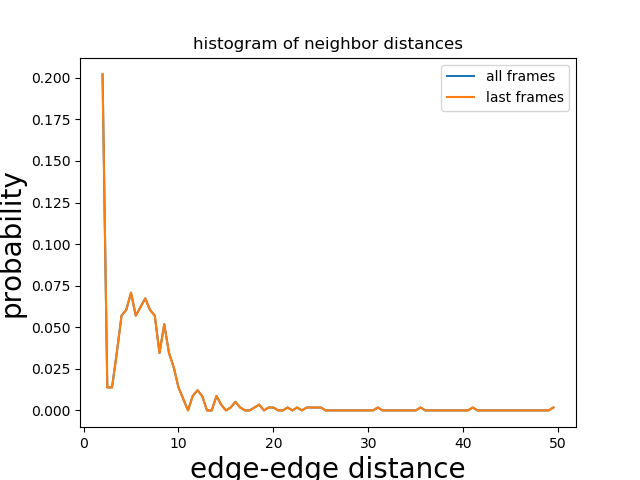 histogram of neighbor distances
all frames
last frames
probability
0.200
0.175
0.150
0.125
0.100
0.075
0.050
0.025
0.000
0 10 20 30 40 50
edge-edge distance